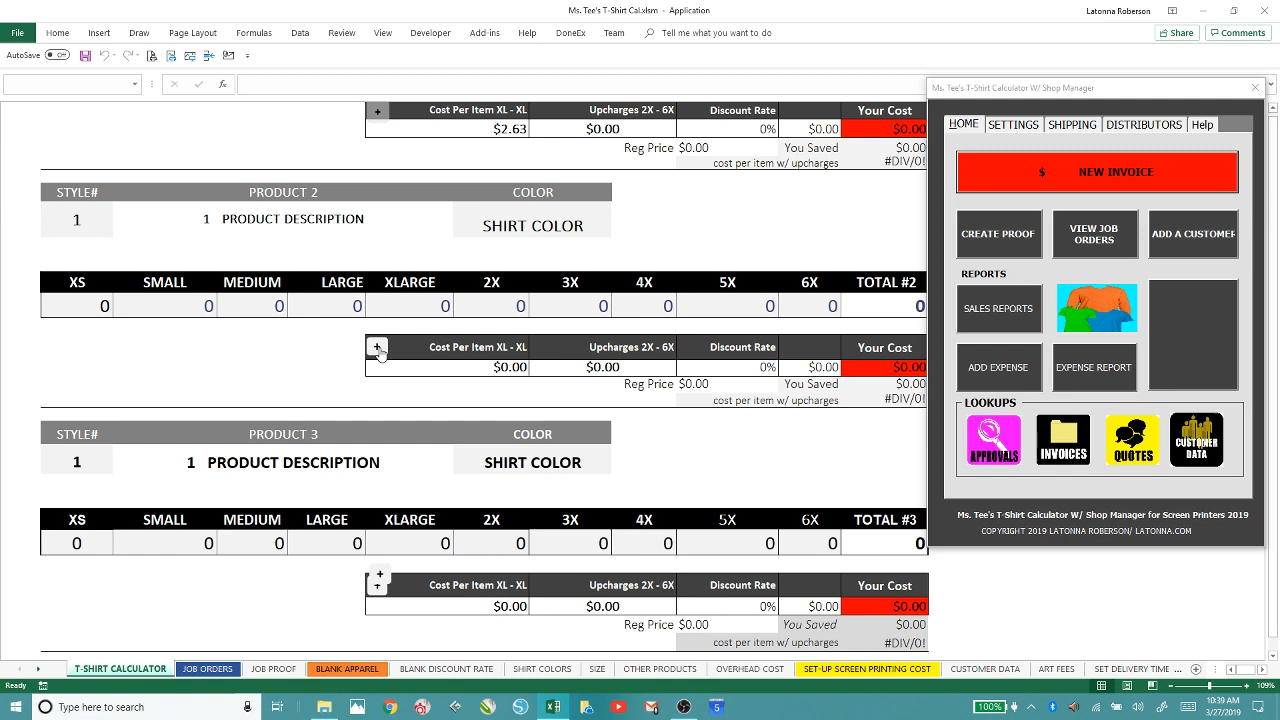 Ms. Tee's T-Shirt Cal.xlsm - Application
Latonna Roberson
File Home Insert Draw Page Layout Formulas Data Review View Developer Add-ins Help DoneEx Team Tell me what you want to do Share Comments
AutoSave Off
fx
Ms. Tee's T-Shirt Calculator W/ Shop Manager
+ Cost Per Item XL - XL Upcharges 2X - 6X Discount Rate Your Cost
$2.63 $0.00 0% $0.00 $0.00
Reg Price $0.00 You Saved $0.00
cost per item w/ upcharges #DIV/0!
STYLE# PRODUCT 2 COLOR
1 1 PRODUCT DESCRIPTION SHIRT COLOR
XS SMALL MEDIUM LARGE XLARGE 2X 3X 4X 5X 6X TOTAL #2
0 0 0 0 0 0 0 0 0 0 0
+ Cost Per Item XL - XL Upcharges 2X - 6X Discount Rate Your Cost
$0.00 $0.00 0% $0.00 $0.00
Reg Price $0.00 You Saved $0.00
cost per item w/ upcharges #DIV/0!
STYLE# PRODUCT 3 COLOR
1 1 PRODUCT DESCRIPTION SHIRT COLOR
XS SMALL MEDIUM LARGE XLARGE 2X 3X 4X 5X 6X TOTAL #3
0 0 0 0 0 0 0 0 0 0 0
+
+ Cost Per Item XL - XL Upcharges 2X - 6X Discount Rate Your Cost
$0.00 $0.00 0% $0.00 $0.00
Reg Price $0.00 You Saved $0.00
cost per item w/ upcharges #DIV/0!
HOME SETTINGS SHIPPING DISTRIBUTORS Help
$ NEW INVOICE
CREATE PROOF VIEW JOB ORDERS ADD A CUSTOMER
REPORTS
SALES REPORTS
ADD EXPENSE EXPENSE REPORT
LOOKUPS
APPROVALS INVOICES QUOTES CUSTOMER DATA
Ms. Tee's T-Shirt Calculator W/ Shop Manager for Screen Printers 2019
COPYRIGHT 2019 LATONNA ROBERSON/ LATONNA.COM
T-SHIRT CALCULATOR JOB ORDERS JOB PROOF BLANK APPAREL BLANK DISCOUNT RATE SHIRT COLORS SIZE OTHER PRODUCTS OVERHEAD COST SET-UP SCREEN PRINTING COST CUSTOMER DATA ART FEES SET DELIVERY TIME ...
Ready 109%
Type here to search 100% 10:39 AM
3/27/2019 5